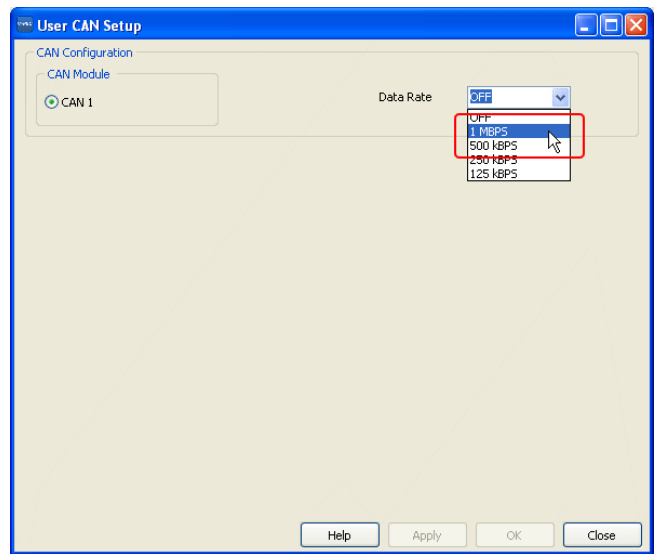 User CAN Setup
CAN Configuration
CAN Module
CAN 1
Data Rate
OFF
OFF
1 MBPS
500 kBPS
250 kBPS
125 kBPS
Help
Apply
OK
Close